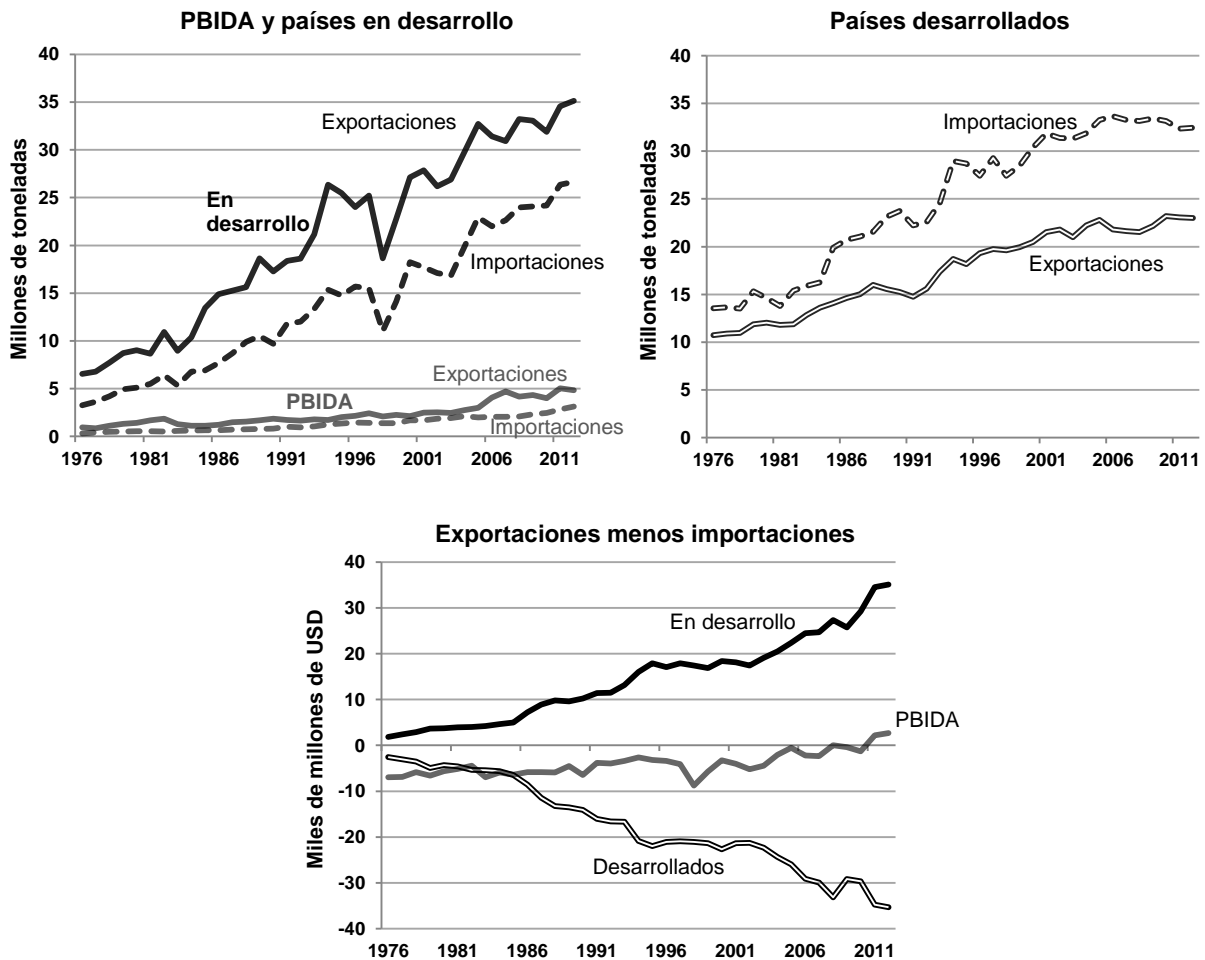 PBIDA y países en desarrollo
Millones de toneladas
40
35
30
25
20
15
10
5
0
Exportaciones
En
desarrollo
Importaciones
Exportaciones
PBIDA
Importaciones
1976 1981 1986 1991 1996 2001 2006 2011
Países desarrollados
Millones de toneladas
40
35
30
25
20
15
10
5
0
Importaciones
Exportaciones
1976 1981 1986 1991 1996 2001 2006 2011
Exportaciones menos importaciones
Miles de millones de USD
40
30
20
10
0
-10
-20
-30
-40
En desarrollo
PBIDA
Desarrollados
1976 1981 1986 1991 1996 2001 2006 2011